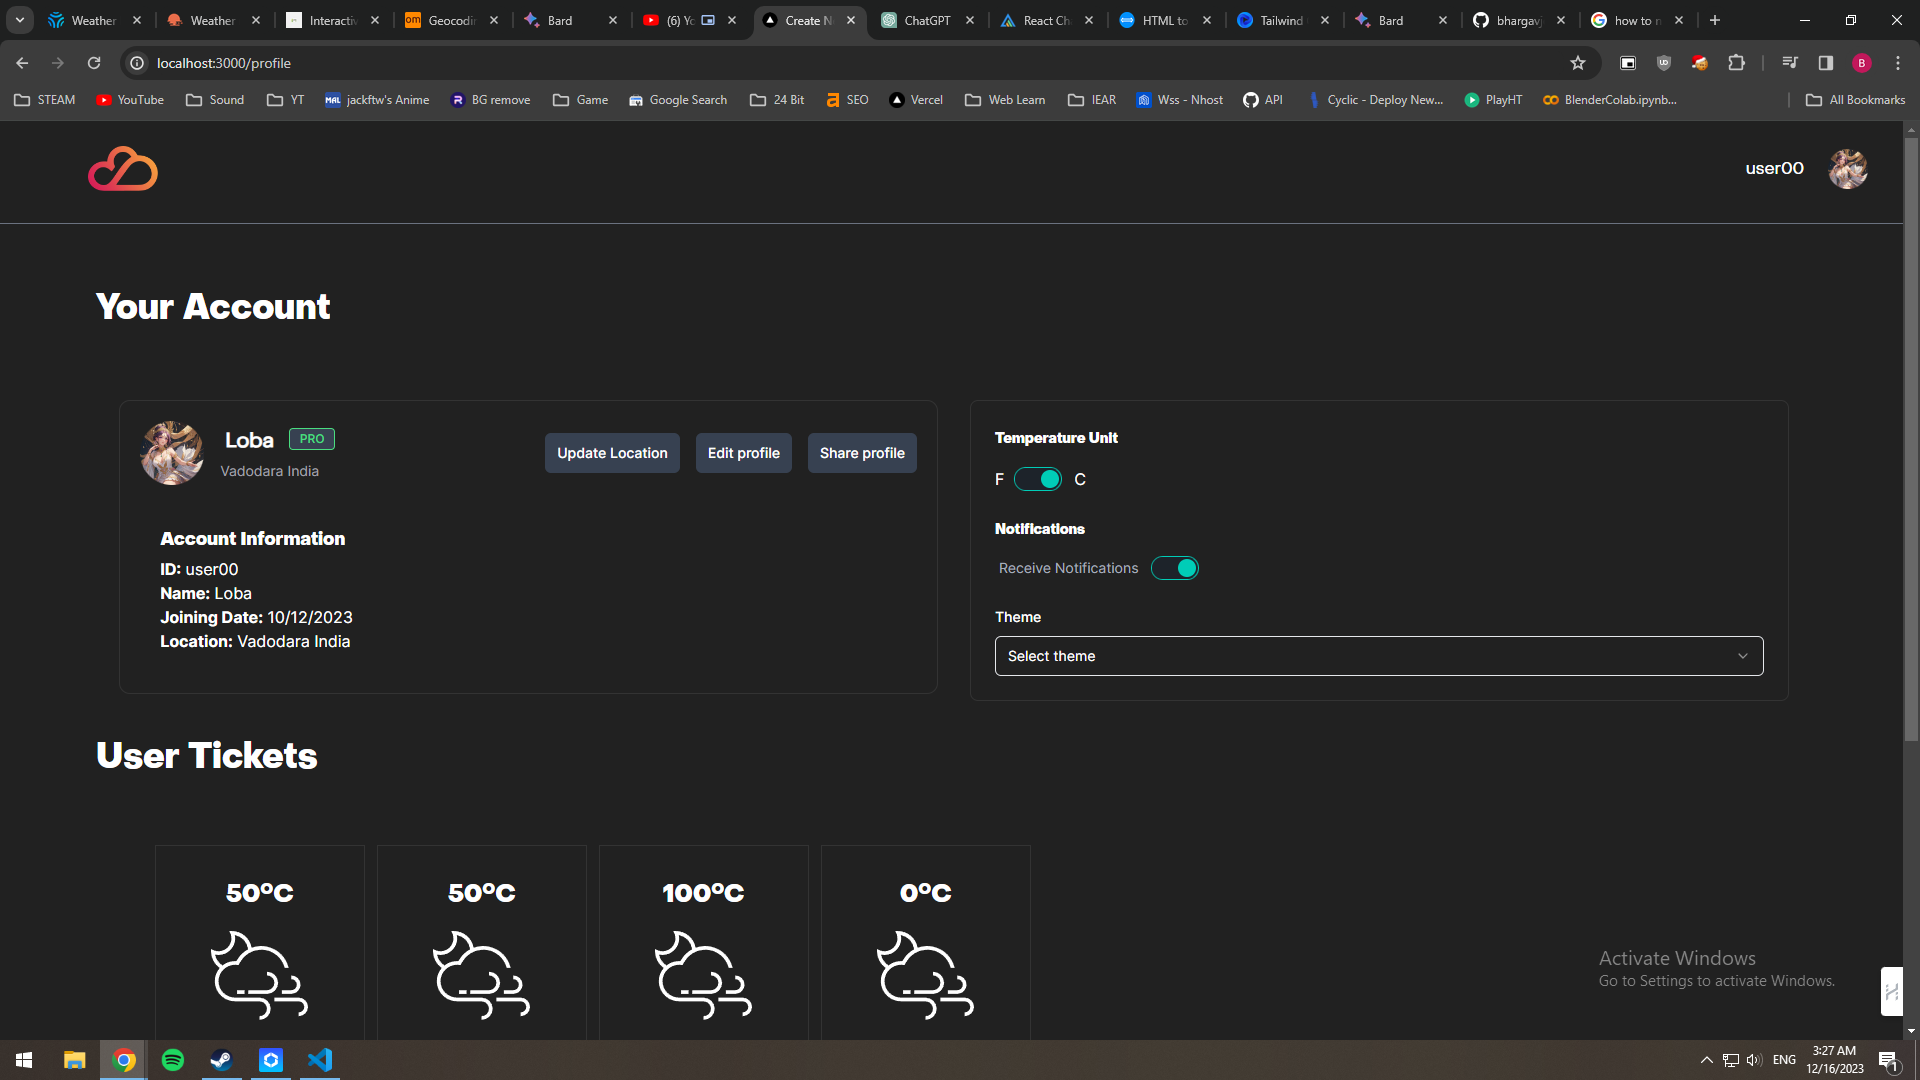 Weather
Weather
Interactiv
Geocodin
Bard
(6) Yo
Create N
ChatGPT
React Ch
HTML to
Tailwind
Bard
bhargavj
how to n
localhost:3000/profile
STEAM
YouTube
Sound
YT
MAL jackftw's Anime
BG remove
Game
Google Search
24 Bit
SEO
Vercel
Web Learn
IEAR
Wss - Nhost
API
Cyclic - Deploy New...
PlayHT
BlenderColab.ipynb...
All Bookmarks
user00
Your Account
Loba PRO
Vadodara India
Update Location
Edit profile
Share profile
Account Information
ID: user00
Name: Loba
Joining Date: 10/12/2023
Location: Vadodara India
Temperature Unit
F C
Notifications
Receive Notifications
Theme
Select theme
User Tickets
50°C
50°C
100°C
0°C
Activate Windows
Go to Settings to activate Windows.
ENG
3:27 AM
12/16/2023
1